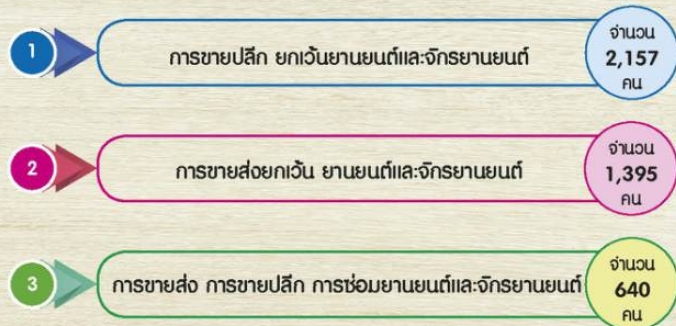 1
การขายปลีก ยกเว้นยานยนต์และจักรยานยนต์
จำนวน
2,157
คน
2
การขายส่งยกเว้น ยานยนต์และจักรยานยนต์
จำนวน
1,395
คน
3
การขายส่ง การขายปลีก การซ่อมยานยนต์และจักรยานยนต์
จำนวน
640
คน